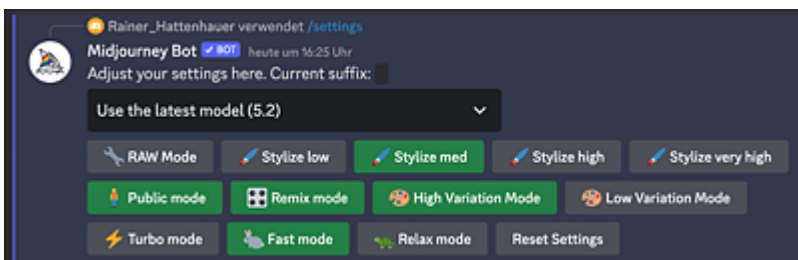 Rainer_Hattenhauer verwendet /settings
Midjourney Bot ✔ BOT heute um 16:25 Uhr
Adjust your settings here. Current suffix:
Use the latest model (5.2)
RAW Mode Stylize low Stylize med Stylize high Stylize very high
Public mode Remix mode High Variation Mode Low Variation Mode
Turbo mode Fast mode Relax mode Reset Settings